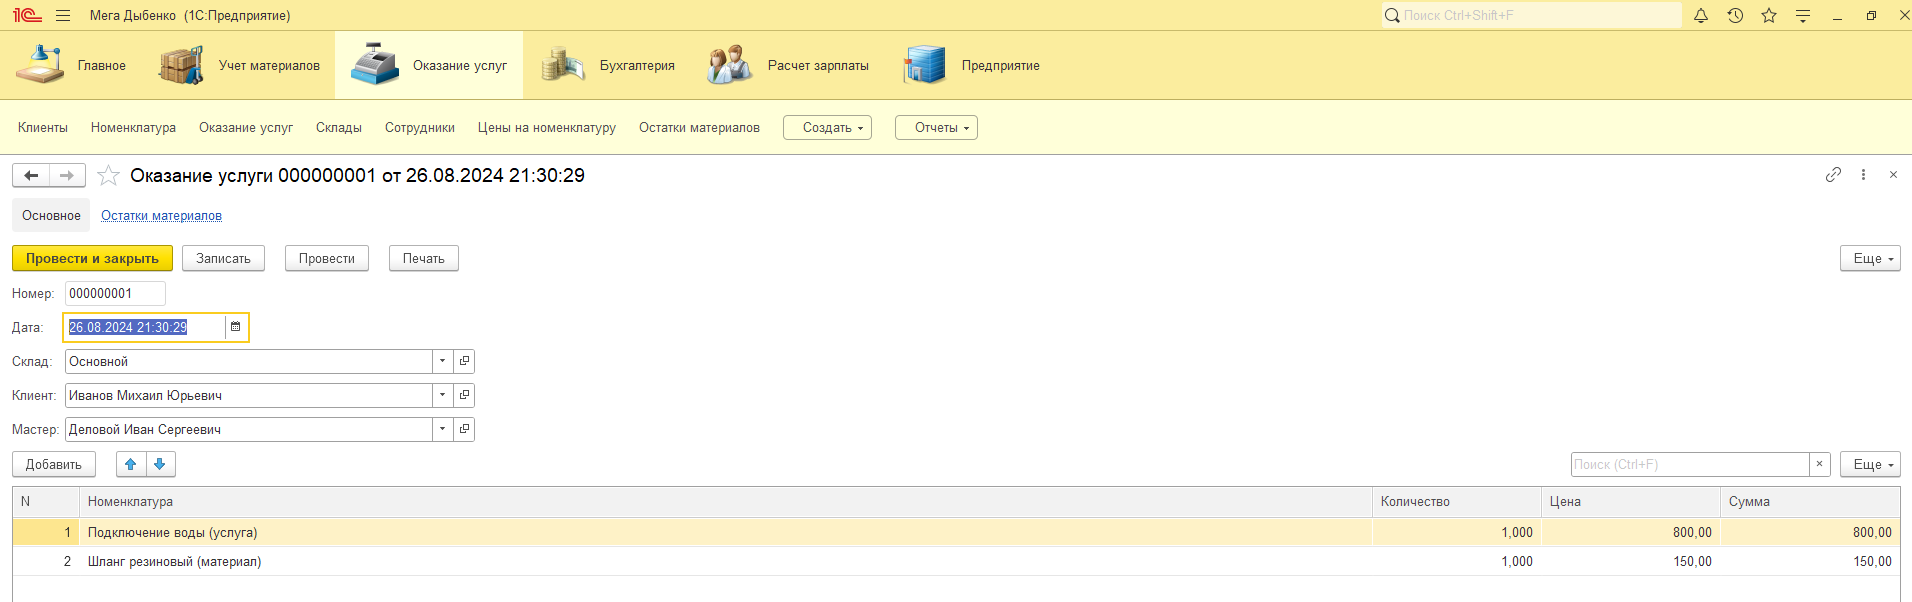 1С Мега Дыбенко (1С:Предприятие) Поиск Ctrl+Shift+F
Главное Учет материалов Оказание услуг Бухгалтерия Расчет зарплаты Предприятие
Клиенты Номенклатура Оказание услуг Склады Сотрудники Цены на номенклатуру Остатки материалов Создать Отчеты
Оказание услуги 000000001 от 26.08.2024 21:30:29
Основное Остатки материалов
Провести и закрыть Записать Провести Печать Еще
Номер: 000000001
Дата: 26.08.2024 21:30:29
Склад: Основной
Клиент: Иванов Михаил Юрьевич
Мастер: Деловой Иван Сергеевич
Добавить Поиск (Ctrl+F) × Еще
N Номенклатура Количество Цена Сумма
1 Подключение воды (услуга) 1,000 800,00 800,00
2 Шланг резиновый (материал) 1,000 150,00 150,00